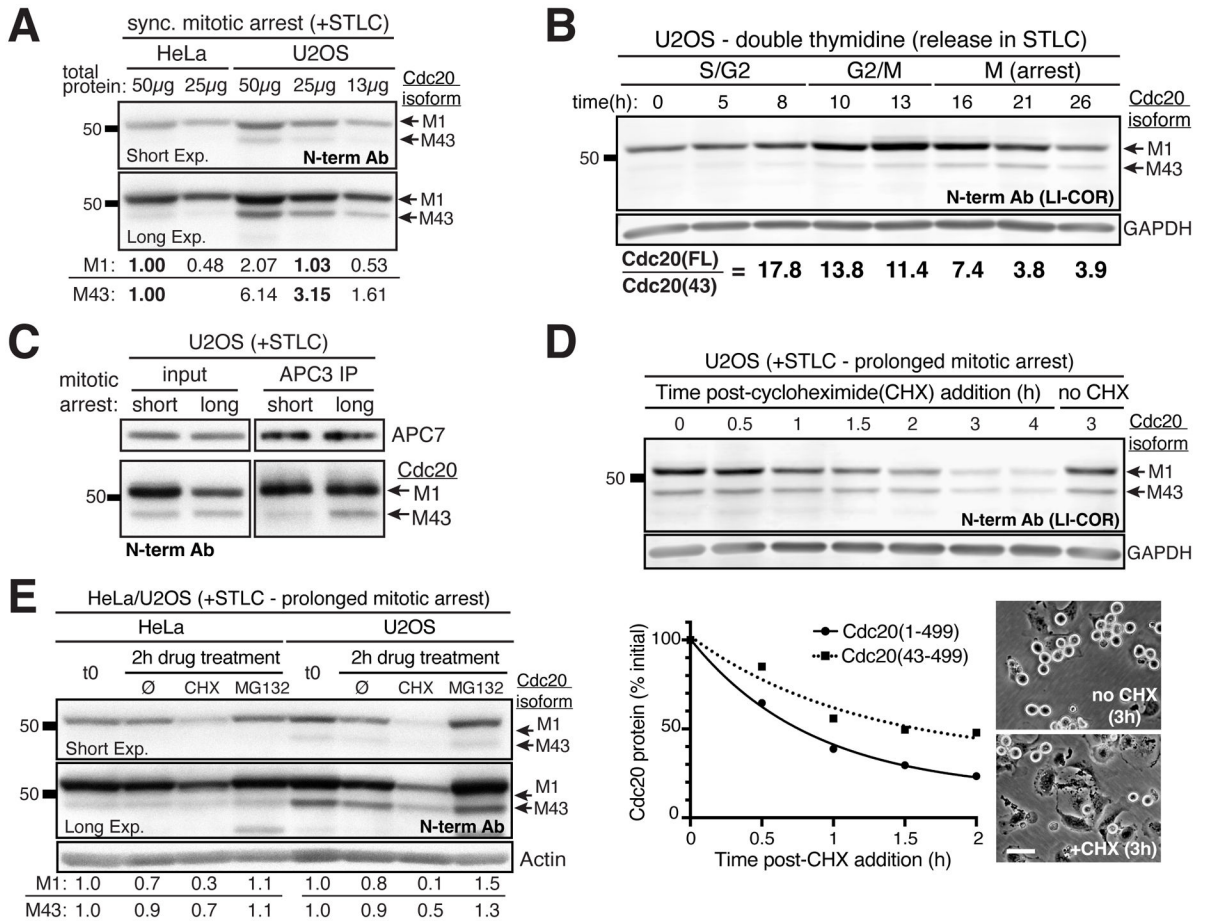 A
sync. mitotic arrest (+STLC)
HeLa U2OS
total protein: 50µg 25µg 50µg 25µg 13µg Cdc20 isoform
50
M1
M43
Short Exp. N-term Ab
50
M1
M43
Long Exp.
M1: 1.00 0.48 2.07 1.03 0.53
M43: 1.00 6.14 3.15 1.61
B
U2OS - double thymidine (release in STLC)
S/G2 G2/M M (arrest)
time(h): 0 5 8 10 13 16 21 26 Cdc20 isoform
50
M1
M43
N-term Ab (LI-COR)
GAPDH
Cdc20(FL)
Cdc20(43)
= 17.8 13.8 11.4 7.4 3.8 3.9
C
U2OS (+STLC)
mitotic arrest: input APC3 IP
short long short long
APC7
Cdc20
50
M1
M43
N-term Ab
D
U2OS (+STLC - prolonged mitotic arrest)
Time post-cycloheximide(CHX) addition (h) no CHX
0 0.5 1 1.5 2 3 4 3 Cdc20 isoform
50
M1
M43
N-term Ab (LI-COR)
GAPDH
Cdc20 protein (% initial)
100
50
0
Cdc20(1-499)
Cdc20(43-499)
0 0.5 1 1.5 2
Time post-CHX addition (h)
no CHX
(3h)
+CHX (3h)
E
HeLa/U2OS (+STLC - prolonged mitotic arrest)
HeLa U2OS
t0 2h drug treatment t0 2h drug treatment
Ø CHX MG132 Ø CHX MG132 Cdc20 isoform
50
M1
M43
Short Exp.
50
M1
M43
Long Exp. N-term Ab
Actin
M1: 1.0 0.7 0.3 1.1 1.0 0.8 0.1 1.5
M43: 1.0 0.9 0.7 1.1 1.0 0.9 0.5 1.3